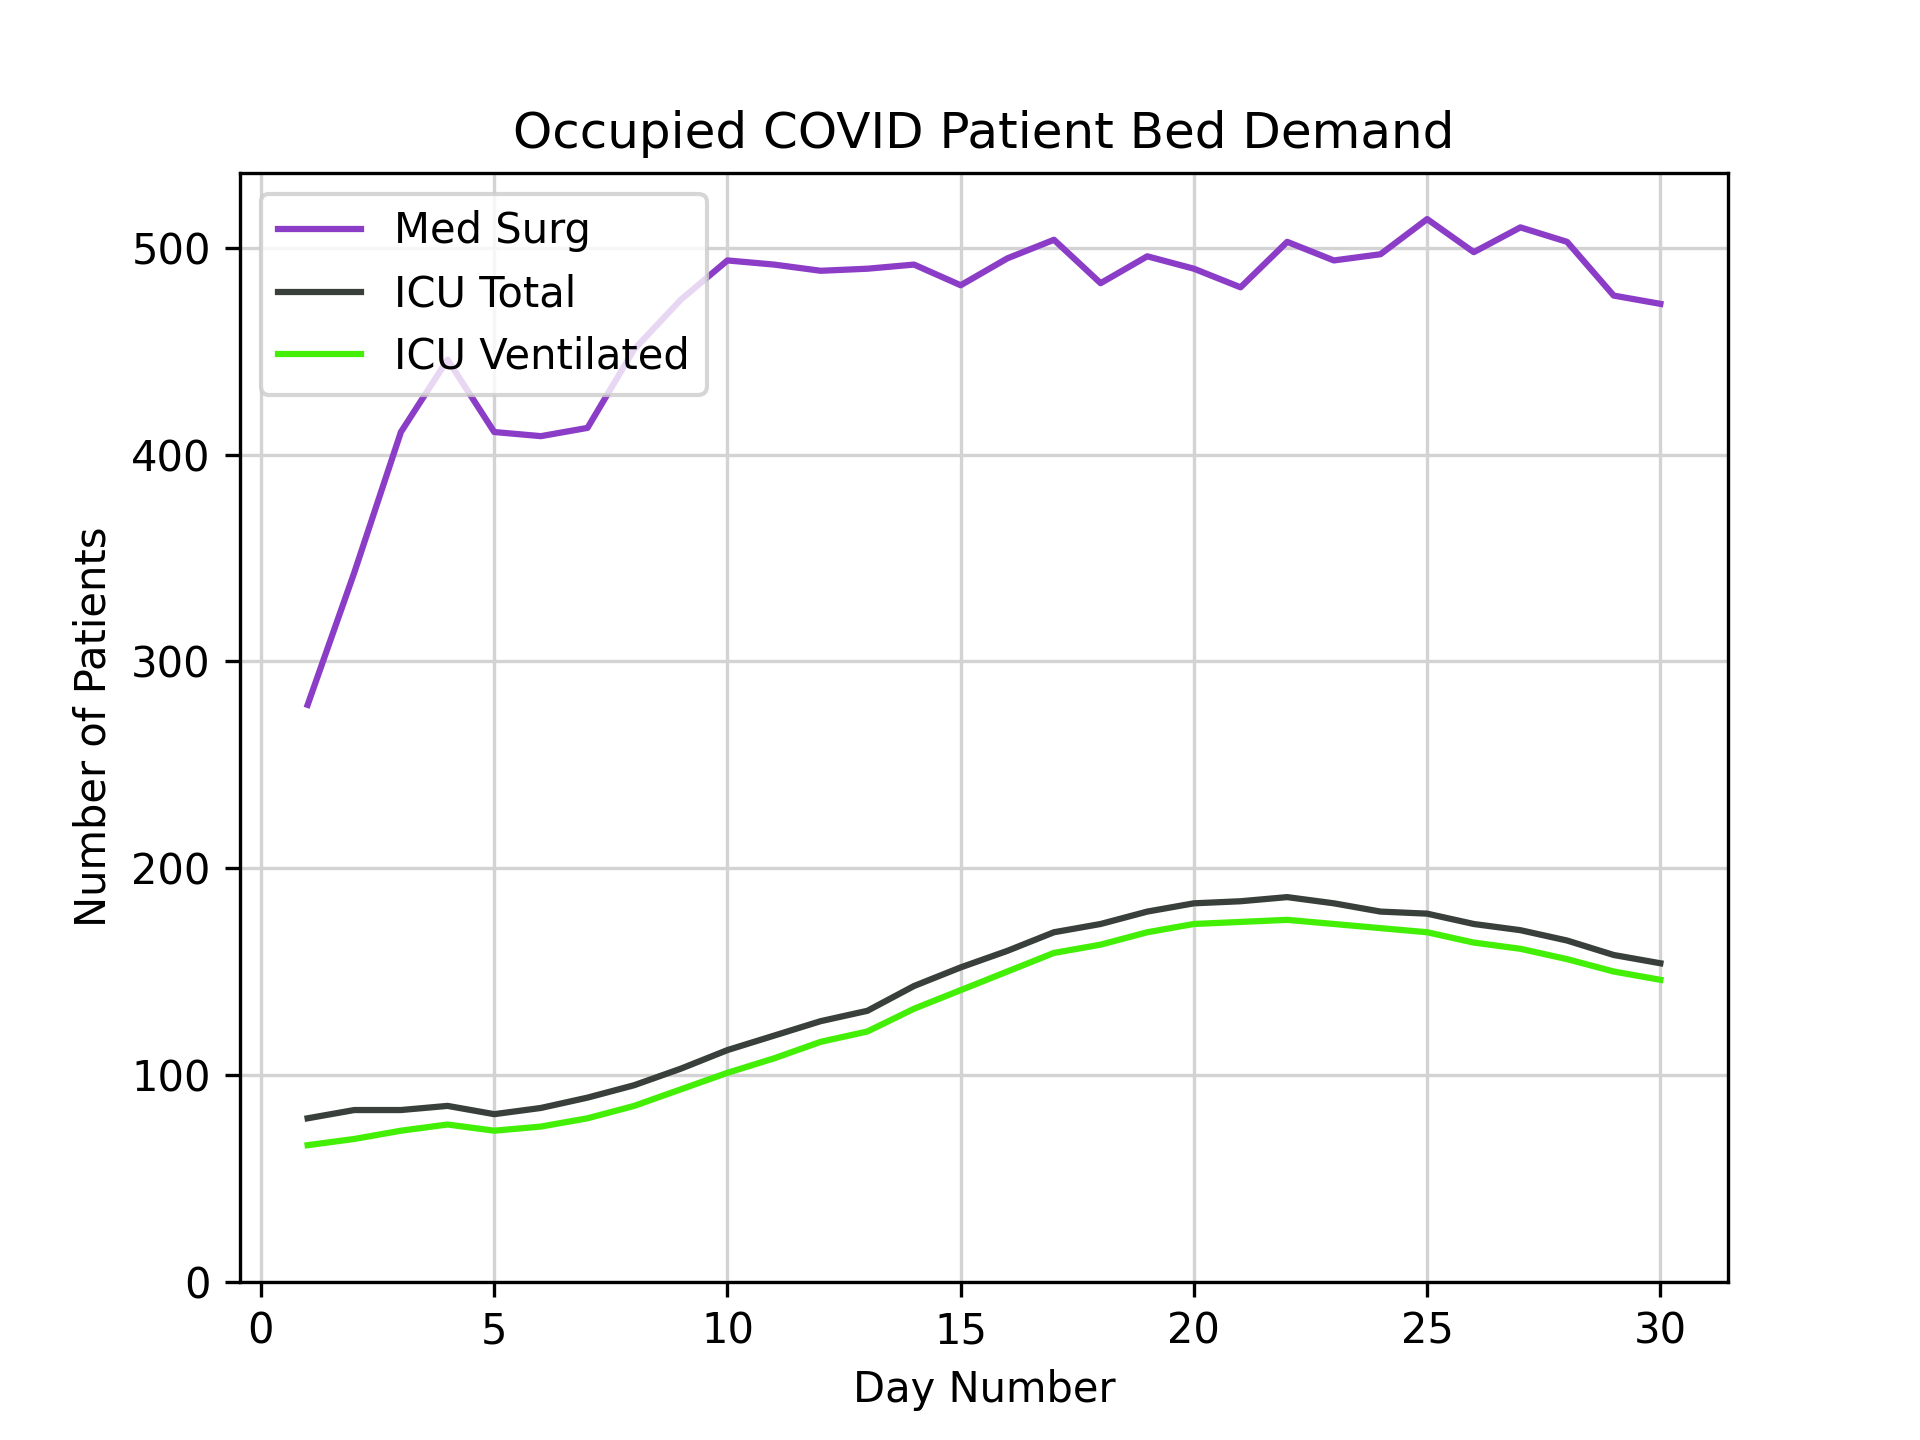 Occupied COVID Patient Bed Demand
Med Surg
ICU Total
ICU Ventilated
Number of Patients
500
400
300
200
100
0
0 5 10 15 20 25 30
Day Number